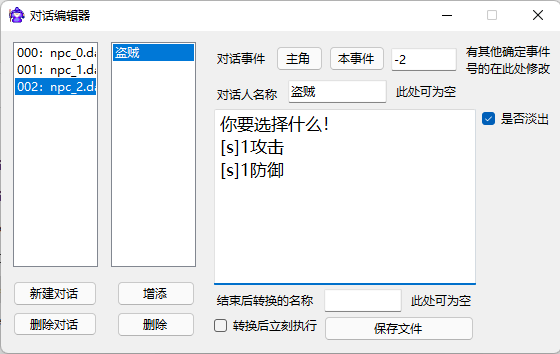 对话编辑器
000: npc_0.da
001: npc_1.da
002: npc_2.da
盗贼
对话事件
主角
本事件
-2
有其他确定事件
号的在此处修改
对话人名称
盗贼
此处可为空
你要选择什么！
[s]1攻击
[s]1防御
是否淡出
新建对话
增添
结束后转换的名称
此处可为空
删除对话
删除
转换后立刻执行
保存文件